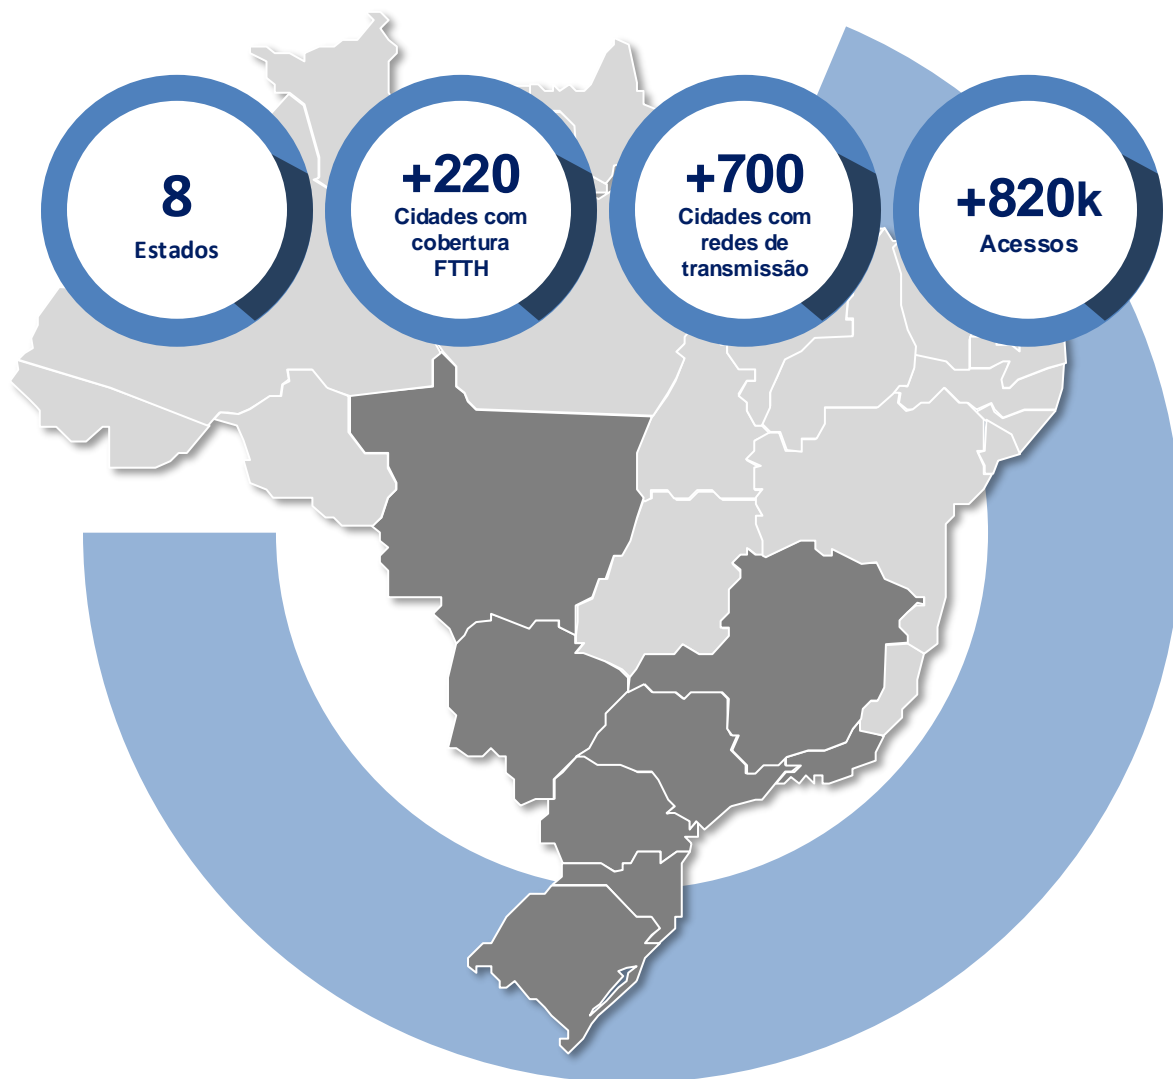 8
Estados
+220
Cidades com
cobertura
FTTH
+700
Cidades com
redes de
transmissão
+820k
Acessos